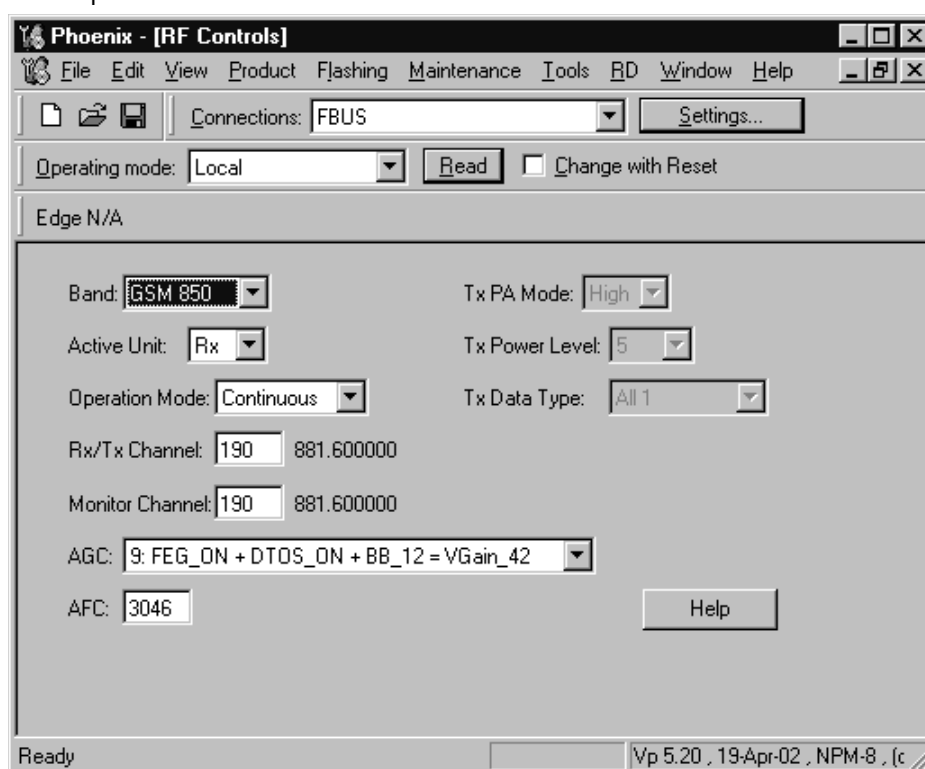 Phoenix - [RF Controls]
File Edit View Product Flashing Maintenance Tools RD Window Help
Connections: FBUS Settings...
Operating mode: Local Read Change with Reset
Edge N/A
Band: GSM 850 Tx PA Mode: High
Active Unit: Rx Tx Power Level: 5
Operation Mode: Continuous Tx Data Type: All 1
Rx/Tx Channel: 190 881.600000
Monitor Channel: 190 881.600000
AGC: 9: FEG_ON + DTOS_ON + BB_12 = VGain_42
AFC: 3046 Help
Ready Vp 5.20 , 19-Apr-02 , NPM-8 , (c